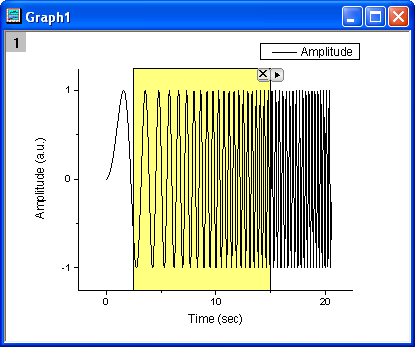 Graph1
1
Amplitude
1
0
-1
Amplitude (a.u.)
0 10 20
Time (sec)